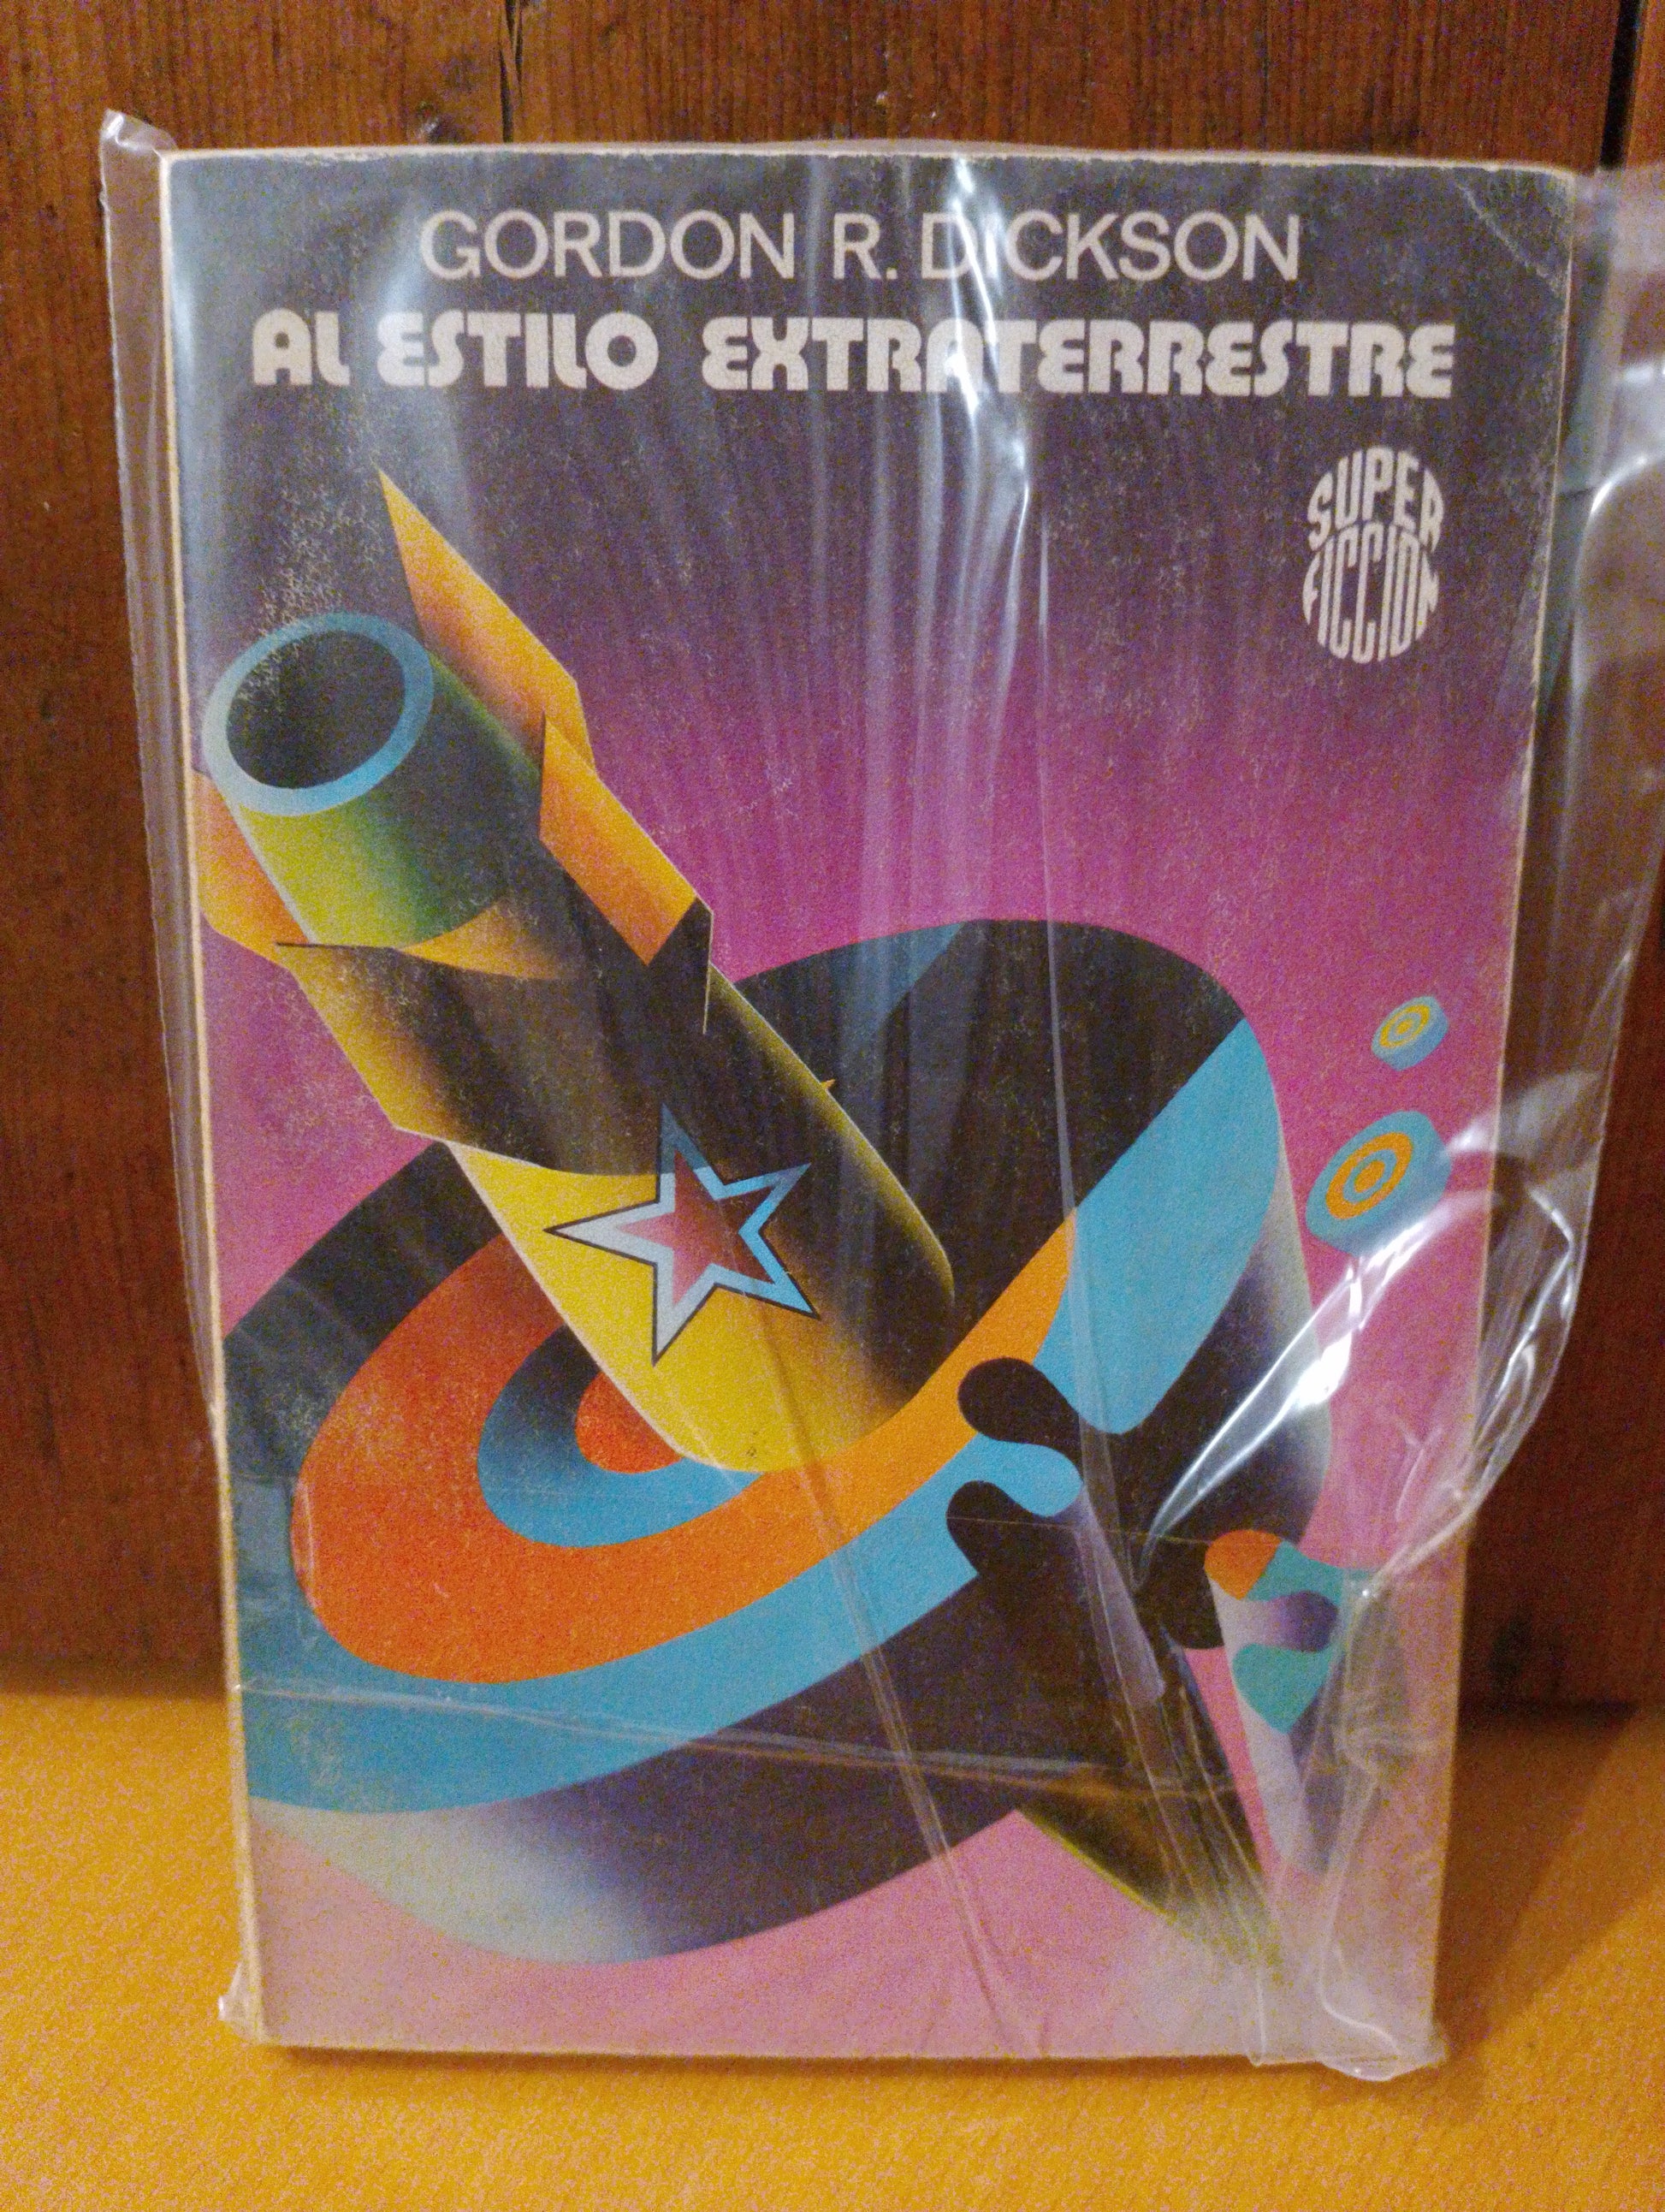 GORDON R. DICKSON
AL ESTILO EXTRATERRESTRE
SUPER
FICCION